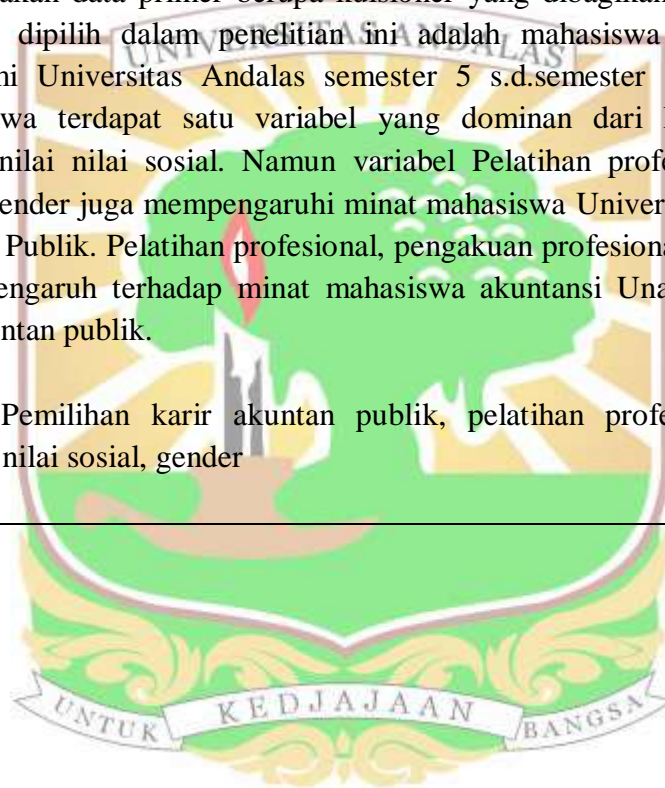 akan data primer berupa kuisioner yang dibagikan
dipilih dalam penelitian ini adalah mahasiswa
UNIVERSITAS ANDALAS
ni Universitas Andalas semester 5 s.d.semester
wa terdapat satu variabel yang dominan dari
nilai nilai sosial. Namun variabel Pelatihan profe
ender juga mempengaruhi minat mahasiswa Univer
Publik. Pelatihan profesional, pengakuan profesiona
engaruh terhadap minat mahasiswa akuntansi Una
ntan publik.
Pemilihan karir akuntan publik, pelatihan profe
nilai sosial, gender
UNTUK KEDJAJAAN BANGSA